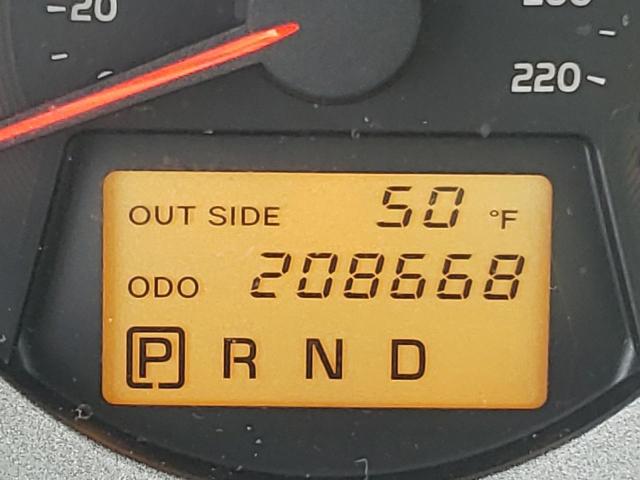 20
220
OUT SIDE 50 °F
ODO 208668
P R N D